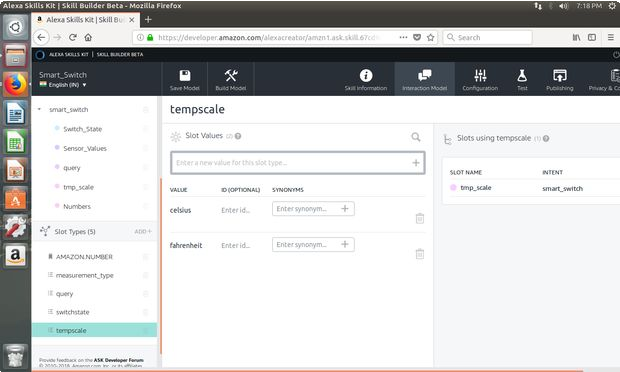 Alexa Skills Kit | Skill Builder Beta - Mozilla Firefox
7:18 PM
Alexa Skills Kit | Skill Bui
https://developer.amazon.com/alexacreator/amzn1.ask.skill.67cd
Search
ALEXA SKILLS KIT | SKILL BUILDER BETA
Smart_Switch
English (IN)
Save Model
Build Model
Skill Information
Interaction Model
Configuration
Test
Publishing
Privacy & Co
smart_switch
Switch_State
Sensor_Values
query
tmp_scale
Numbers
Slot Types (5)
ADD +
AMAZON.NUMBER
measurement_type
query
switchstate
tempscale
Provide Feedback on the ASK Developer Forum
© 2010-2018, Amazon.com, Inc. or its affiliates.
tempscale
Slot Values (2)
Enter a new value for this slot type...
VALUE ID (OPTIONAL) SYNONYMS
celsius Enter id... Enter synonym...
fahrenheit Enter id... Enter synonym...
Slots using tempscale (1)
SLOT NAME INTENT
tmp_scale smart_switch